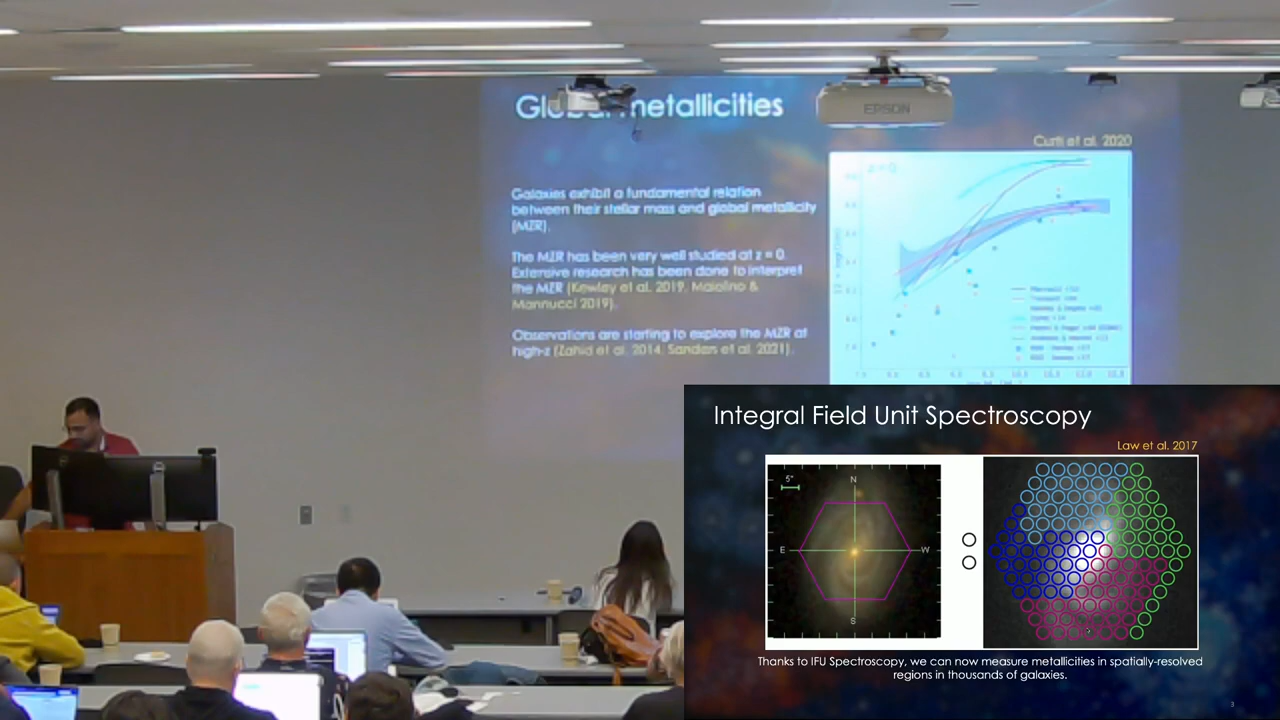 Global metallicities
EPSON
Curti et al. 2020
Galaxies exhibit a fundamental relation
between their stellar mass and global metallicity
(MZR).
The MZR has been very well studied at z = 0.
Extensive research has been done to interpret
the MZR (Kewley et al. 2019, Maiolino &
Mannucci 2019).
Observations are starting to explore the MZR at
high-z (Zahid et al. 2014, Sanders et al. 2021).
Integral Field Unit Spectroscopy
Law et al. 2017
5"
N
E
W
S
Thanks to IFU Spectroscopy, we can now measure metallicities in spatially-resolved
regions in thousands of galaxies.
3